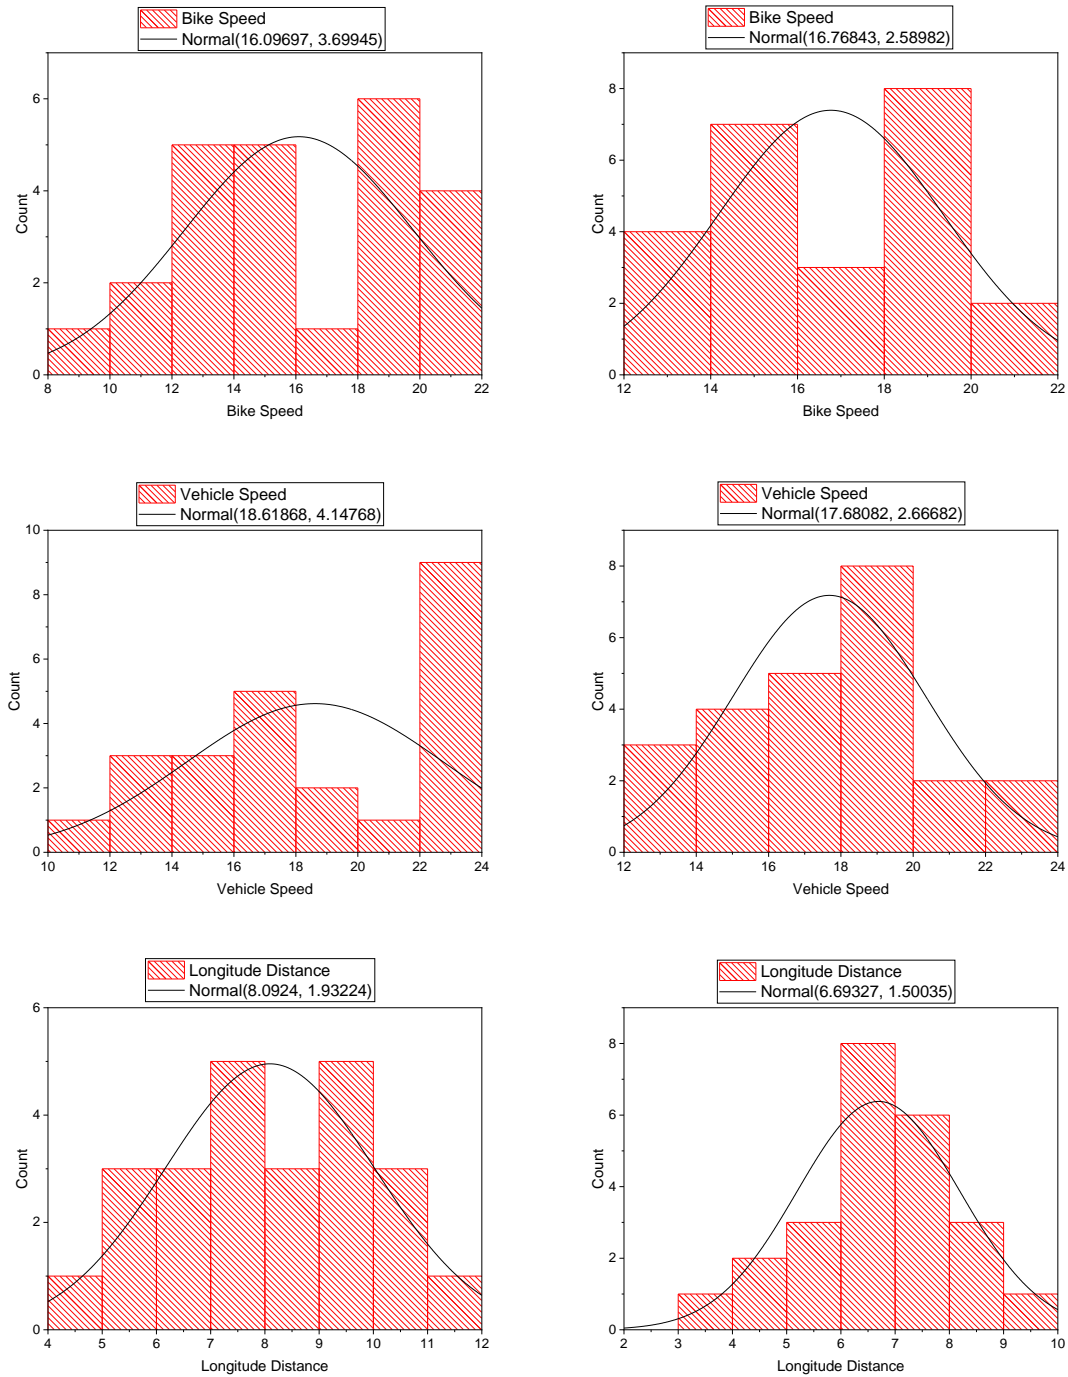 Bike Speed
Normal(16.09697, 3.69945)
6
4
2
0
Count
8 10 12 14 16 18 20 22
Bike Speed
Bike Speed
Normal(16.76843, 2.58982)
8
6
4
2
0
Count
12 14 16 18 20 22
Bike Speed
Vehicle Speed
Normal(18.61868, 4.14768)
10
8
6
4
2
0
Count
10 12 14 16 18 20 22 24
Vehicle Speed
Vehicle Speed
Normal(17.68082, 2.66682)
8
6
4
2
0
Count
12 14 16 18 20 22 24
Vehicle Speed
Longitude Distance
Normal(8.0924, 1.93224)
6
4
2
0
Count
4 5 6 7 8 9 10 11 12
Longitude Distance
Longitude Distance
Normal(6.69327, 1.50035)
8
6
4
2
0
Count
2 3 4 5 6 7 8 9 10
Longitude Distance